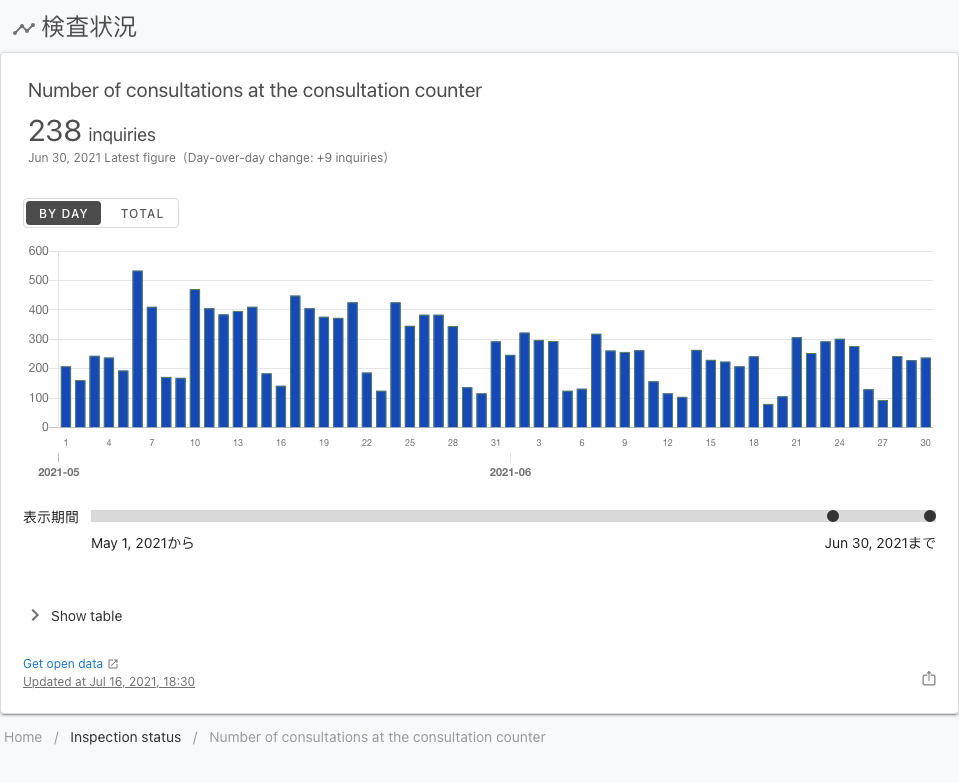 検査状況
Number of consultations at the consultation counter
238 inquiries
Jun 30, 2021 Latest figure (Day-over-day change: +9 inquiries)
BY DAY TOTAL
600
500
400
300
200
100
0
1 4 7 10 13 16 19 22 25 28 31 3 6 9 12 15 18 21 24 27 30
2021-05 2021-06
表示期間
May 1, 2021から Jun 30, 2021まで
Show table
Get open data
Updated at Jul 16, 2021, 18:30
Home / Inspection status / Number of consultations at the consultation counter